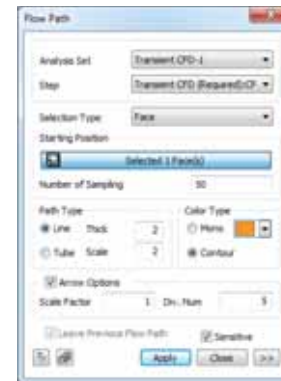 Flow Path
Analysis Set Transient CFD-1
Step Transient CFD (Required):CF
Selection Type Face
Starting Position
Selected 1 Face(s)
Number of Sampling 50
Path Type Color Type
Line Thick 2 Mono
Tube Scale 2 Contour
Arrow Options
Scale Factor 1 Div. Num 5
Leave Previous Flow Path Sensitive
Apply Close >>